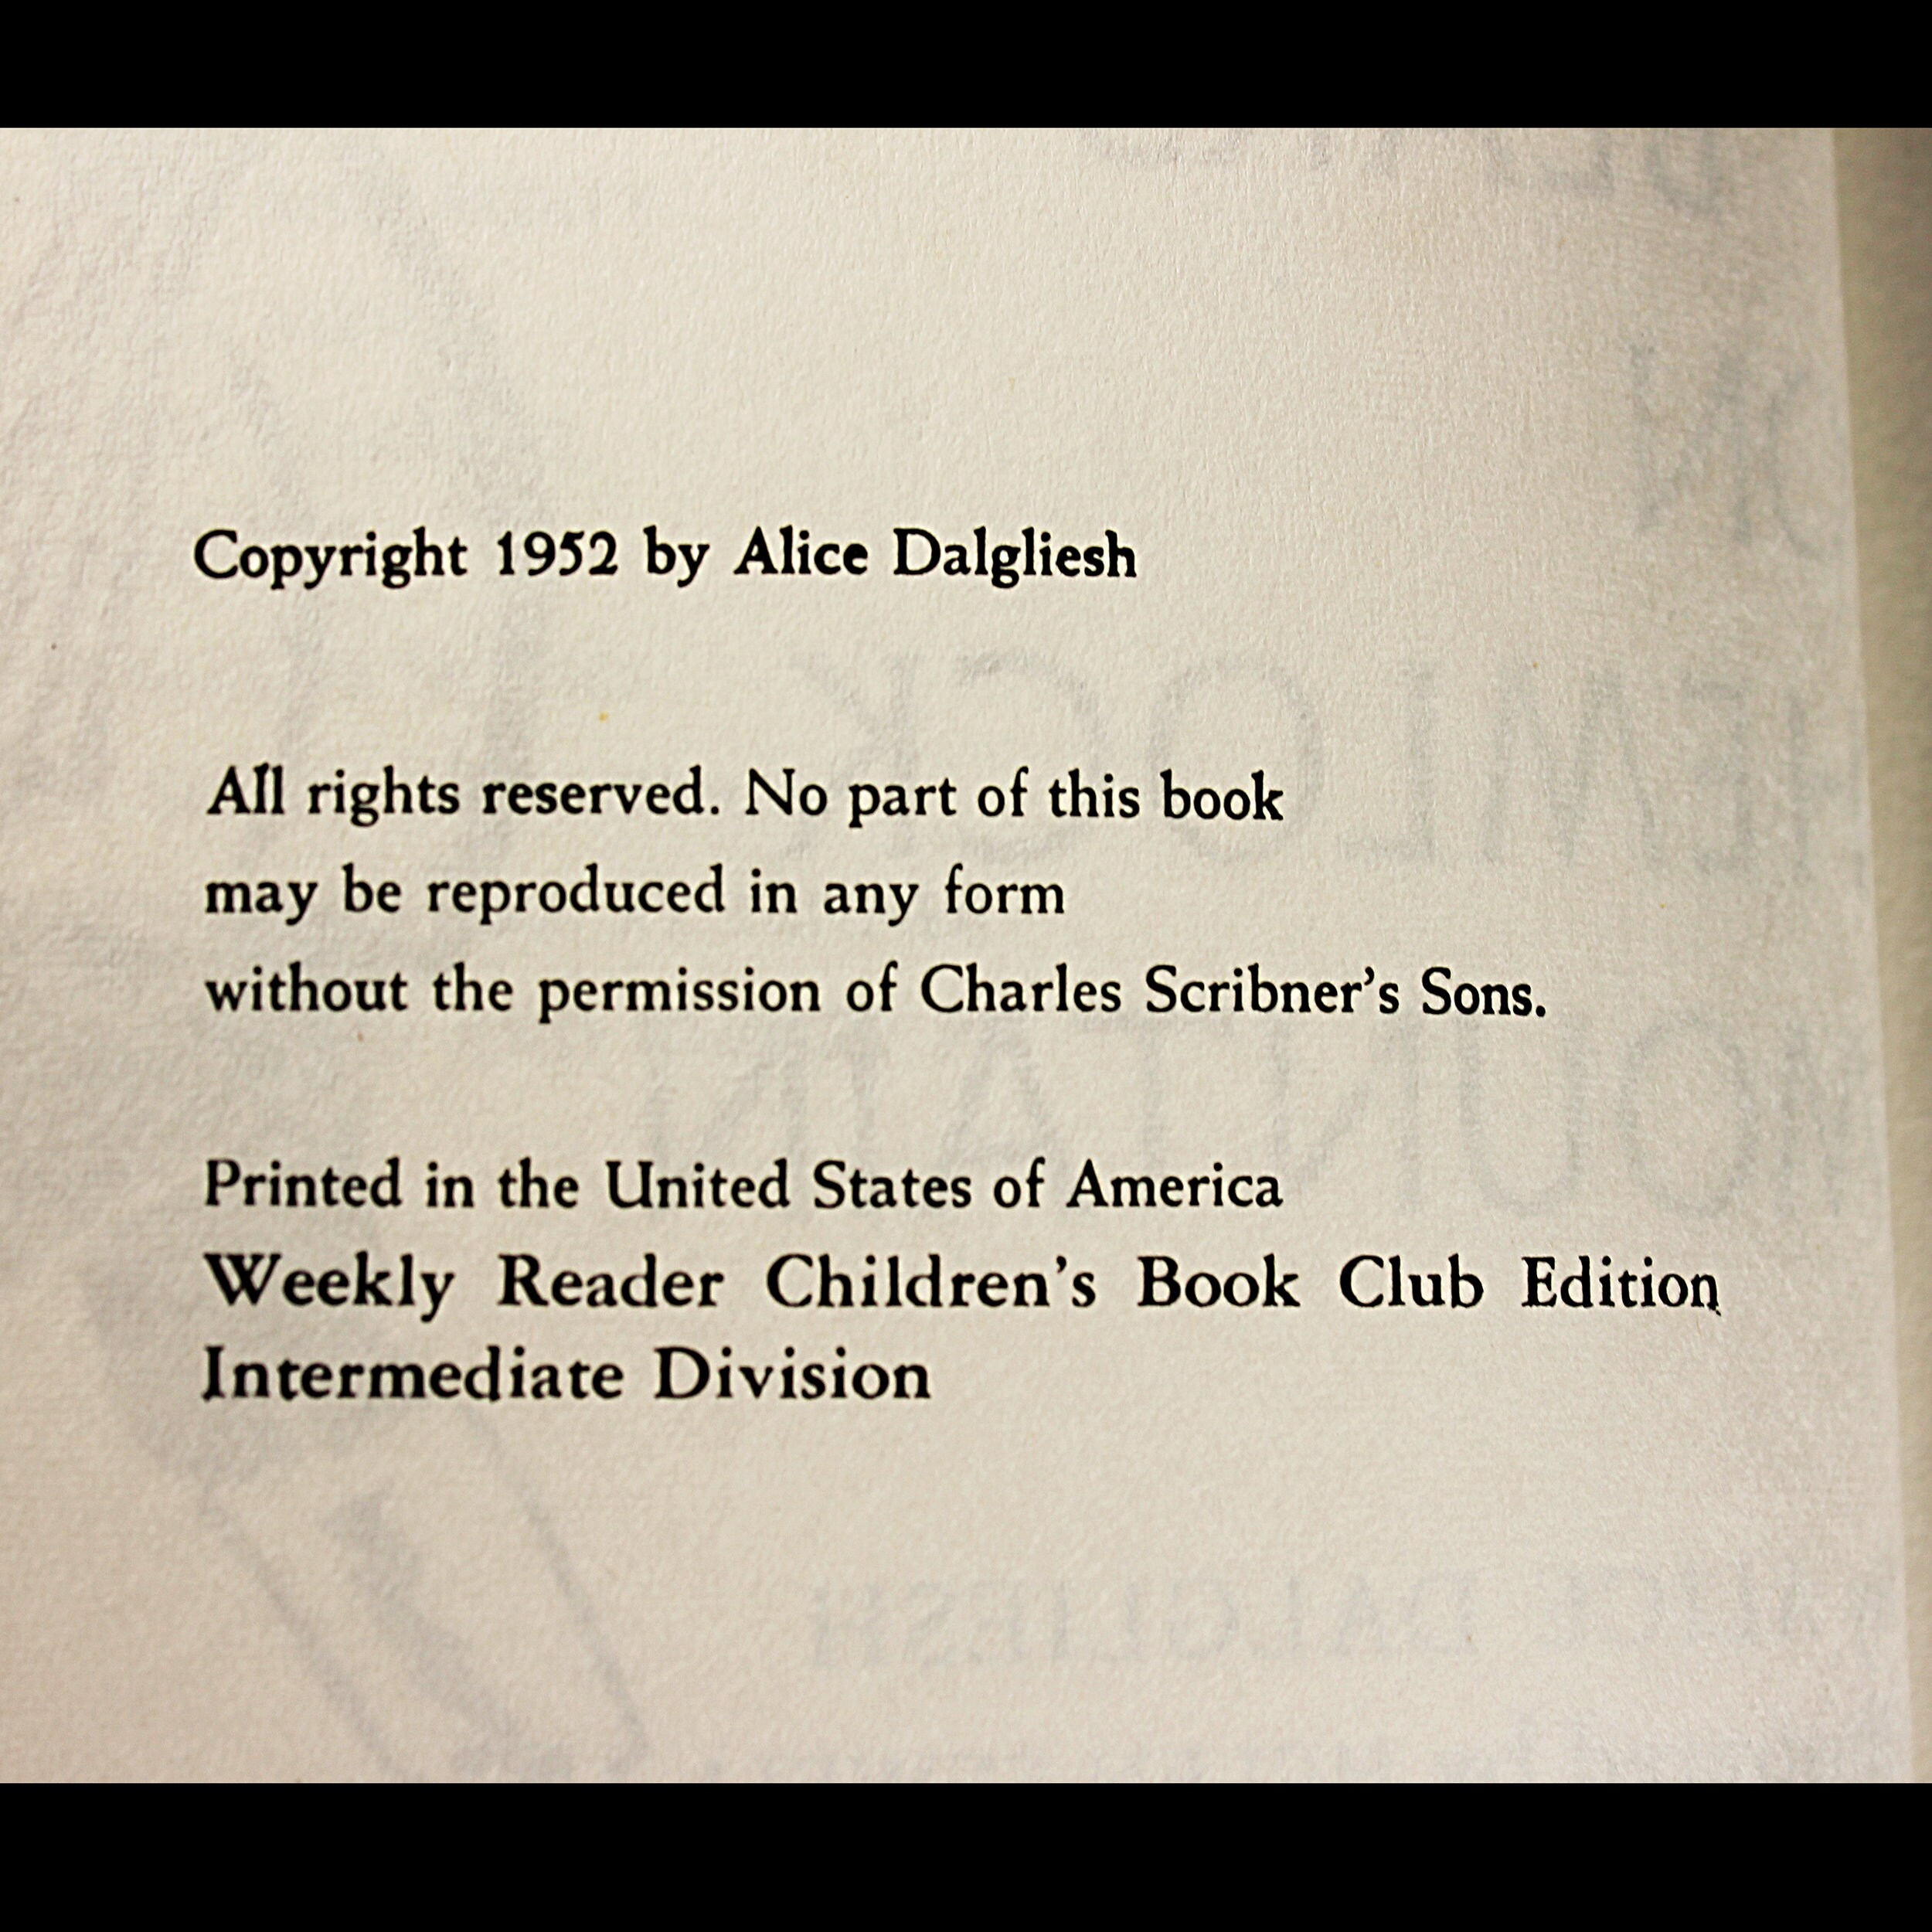 Copyright 1952 by Alice Dalgliesh
All rights reserved. No part of this book
may be reproduced in any form
without the permission of Charles Scribner's Sons.
Printed in the United States of America
Weekly Reader Children's Book Club Edition
Intermediate Division